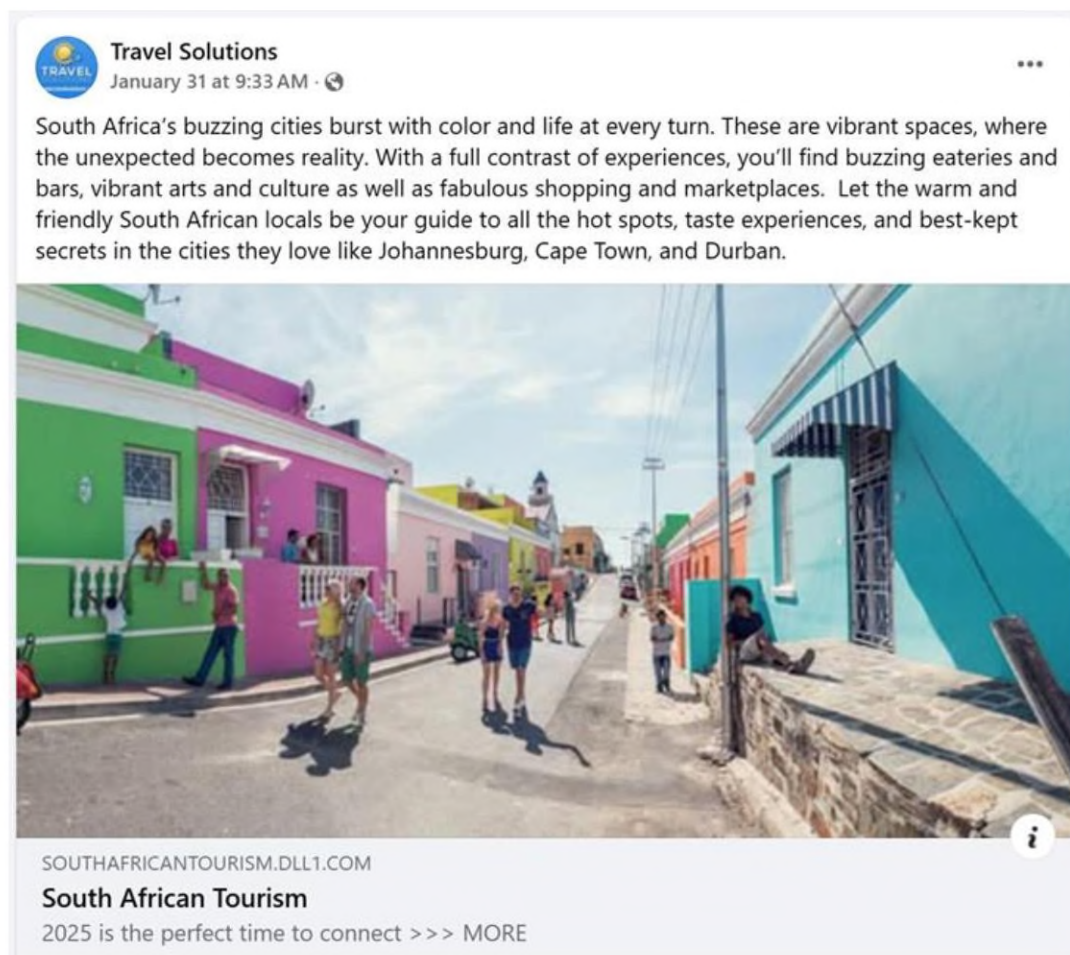 Travel Solutions
January 31 at 9:33 AM ·
TRAVEL
South Africa's buzzing cities burst with color and life at every turn. These are vibrant spaces, where
the unexpected becomes reality. With a full contrast of experiences, you'll find buzzing eateries and
bars, vibrant arts and culture as well as fabulous shopping and marketplaces.  Let the warm and
friendly South African locals be your guide to all the hot spots, taste experiences, and best-kept
secrets in the cities they love like Johannesburg, Cape Town, and Durban.
i
SOUTHAFRICANTOURISM.DLL1.COM
South African Tourism
2025 is the perfect time to connect >>> MORE